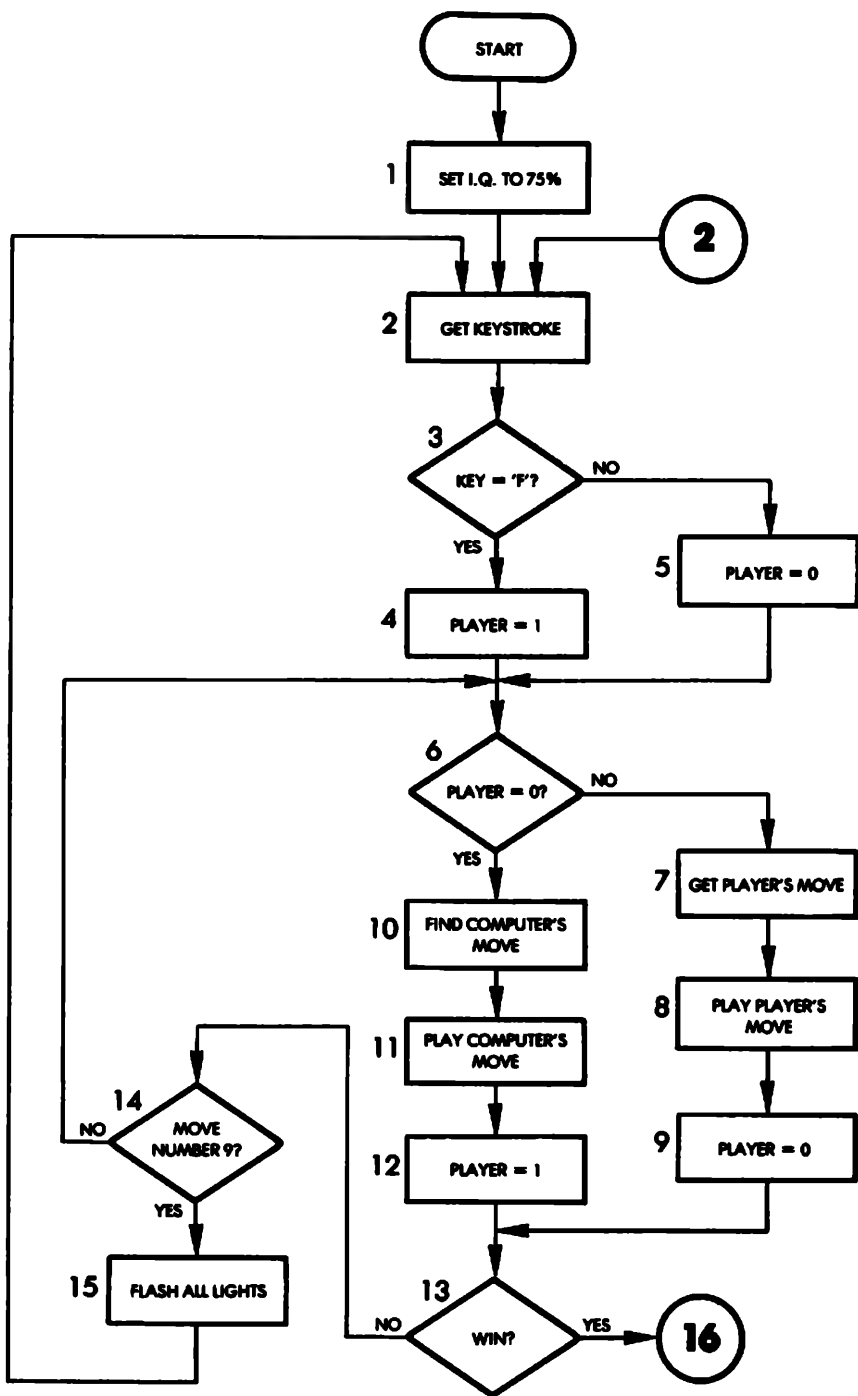 START
1
SET I.Q. TO 75%
2
2
GET KEYSTROKE
3
KEY = 'F'?
NO
YES
5
PLAYER = 0
4
PLAYER = 1
6
PLAYER = 0?
NO
YES
7
GET PLAYER'S MOVE
10
FIND COMPUTER'S
MOVE
8
PLAY PLAYER'S
MOVE
11
PLAY COMPUTER'S
MOVE
14
MOVE
NUMBER 9?
NO
YES
12
PLAYER = 1
9
PLAYER = 0
15
FLASH ALL LIGHTS
13
WIN?
NO
YES
16